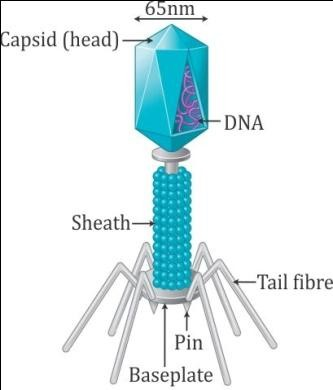 65nm
Capsid (head)
DNA
Sheath
Tail fibre
Pin
Baseplate